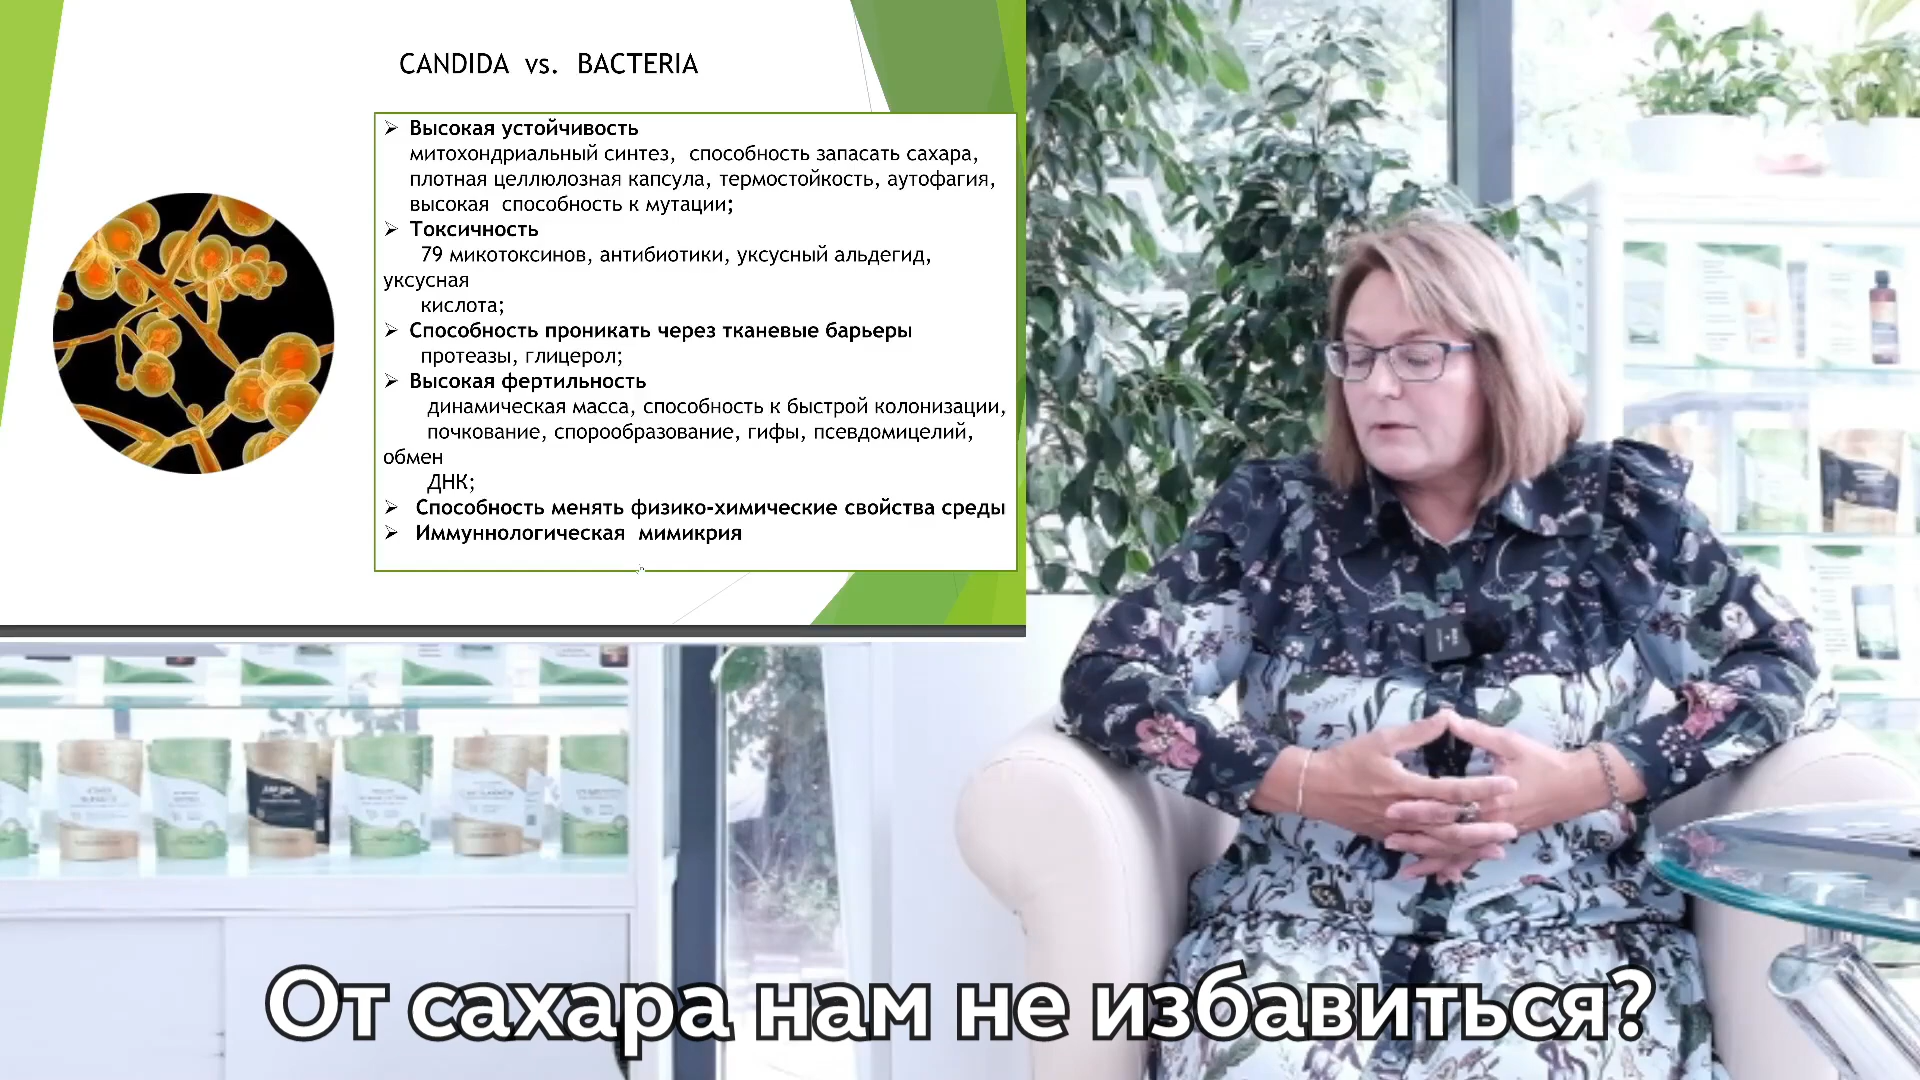 CANDIDA vs. BACTERIA
➢ Высокая устойчивость
митохондриальный синтез, способность запасать сахара,
плотная целлюлозная капсула, термостойкость, аутофагия,
высокая способность к мутации;
➢ Токсичность
79 микотоксинов, антибиотики, уксусный альдегид,
уксусная
кислота;
➢ Способность проникать через тканевые барьеры
протеазы, глицерол;
➢ Высокая фертильность
динамическая масса, способность к быстрой колонизации,
почкование, спорообразование, гифы, псевдомицелий,
обмен
ДНК;
➢ Способность менять физико-химические свойства среды
➢ Иммуннологическая мимикрия
От сахара нам не избавиться?